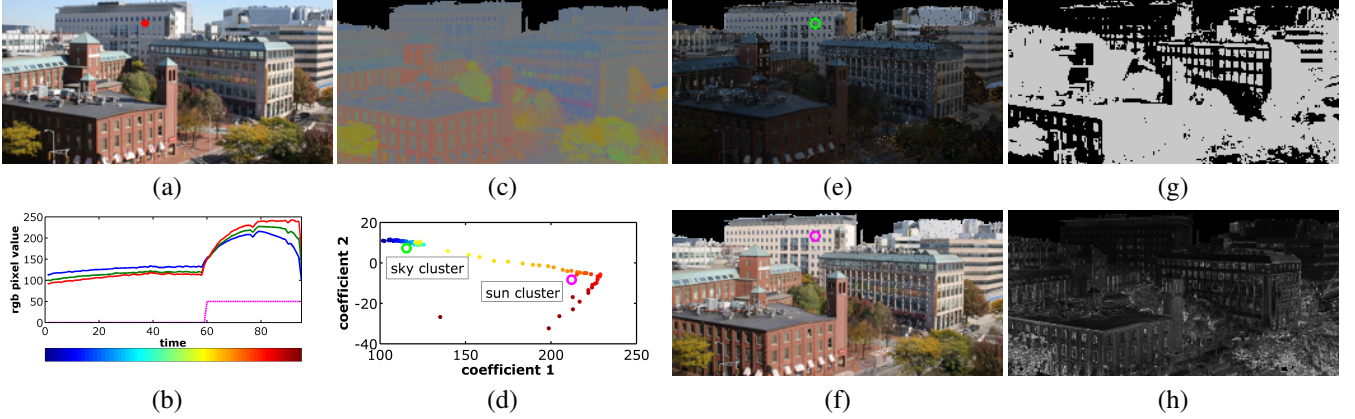 (a)
(c)
(e)
(g)
250
200
150
100
50
0
rgb pixel value
0 20 40 60 80
time
(b)
20
0
-20
-40
coefficient 2
sky cluster
sun cluster
100 150 200 250
coefficient 1
(d)
(f)
(h)